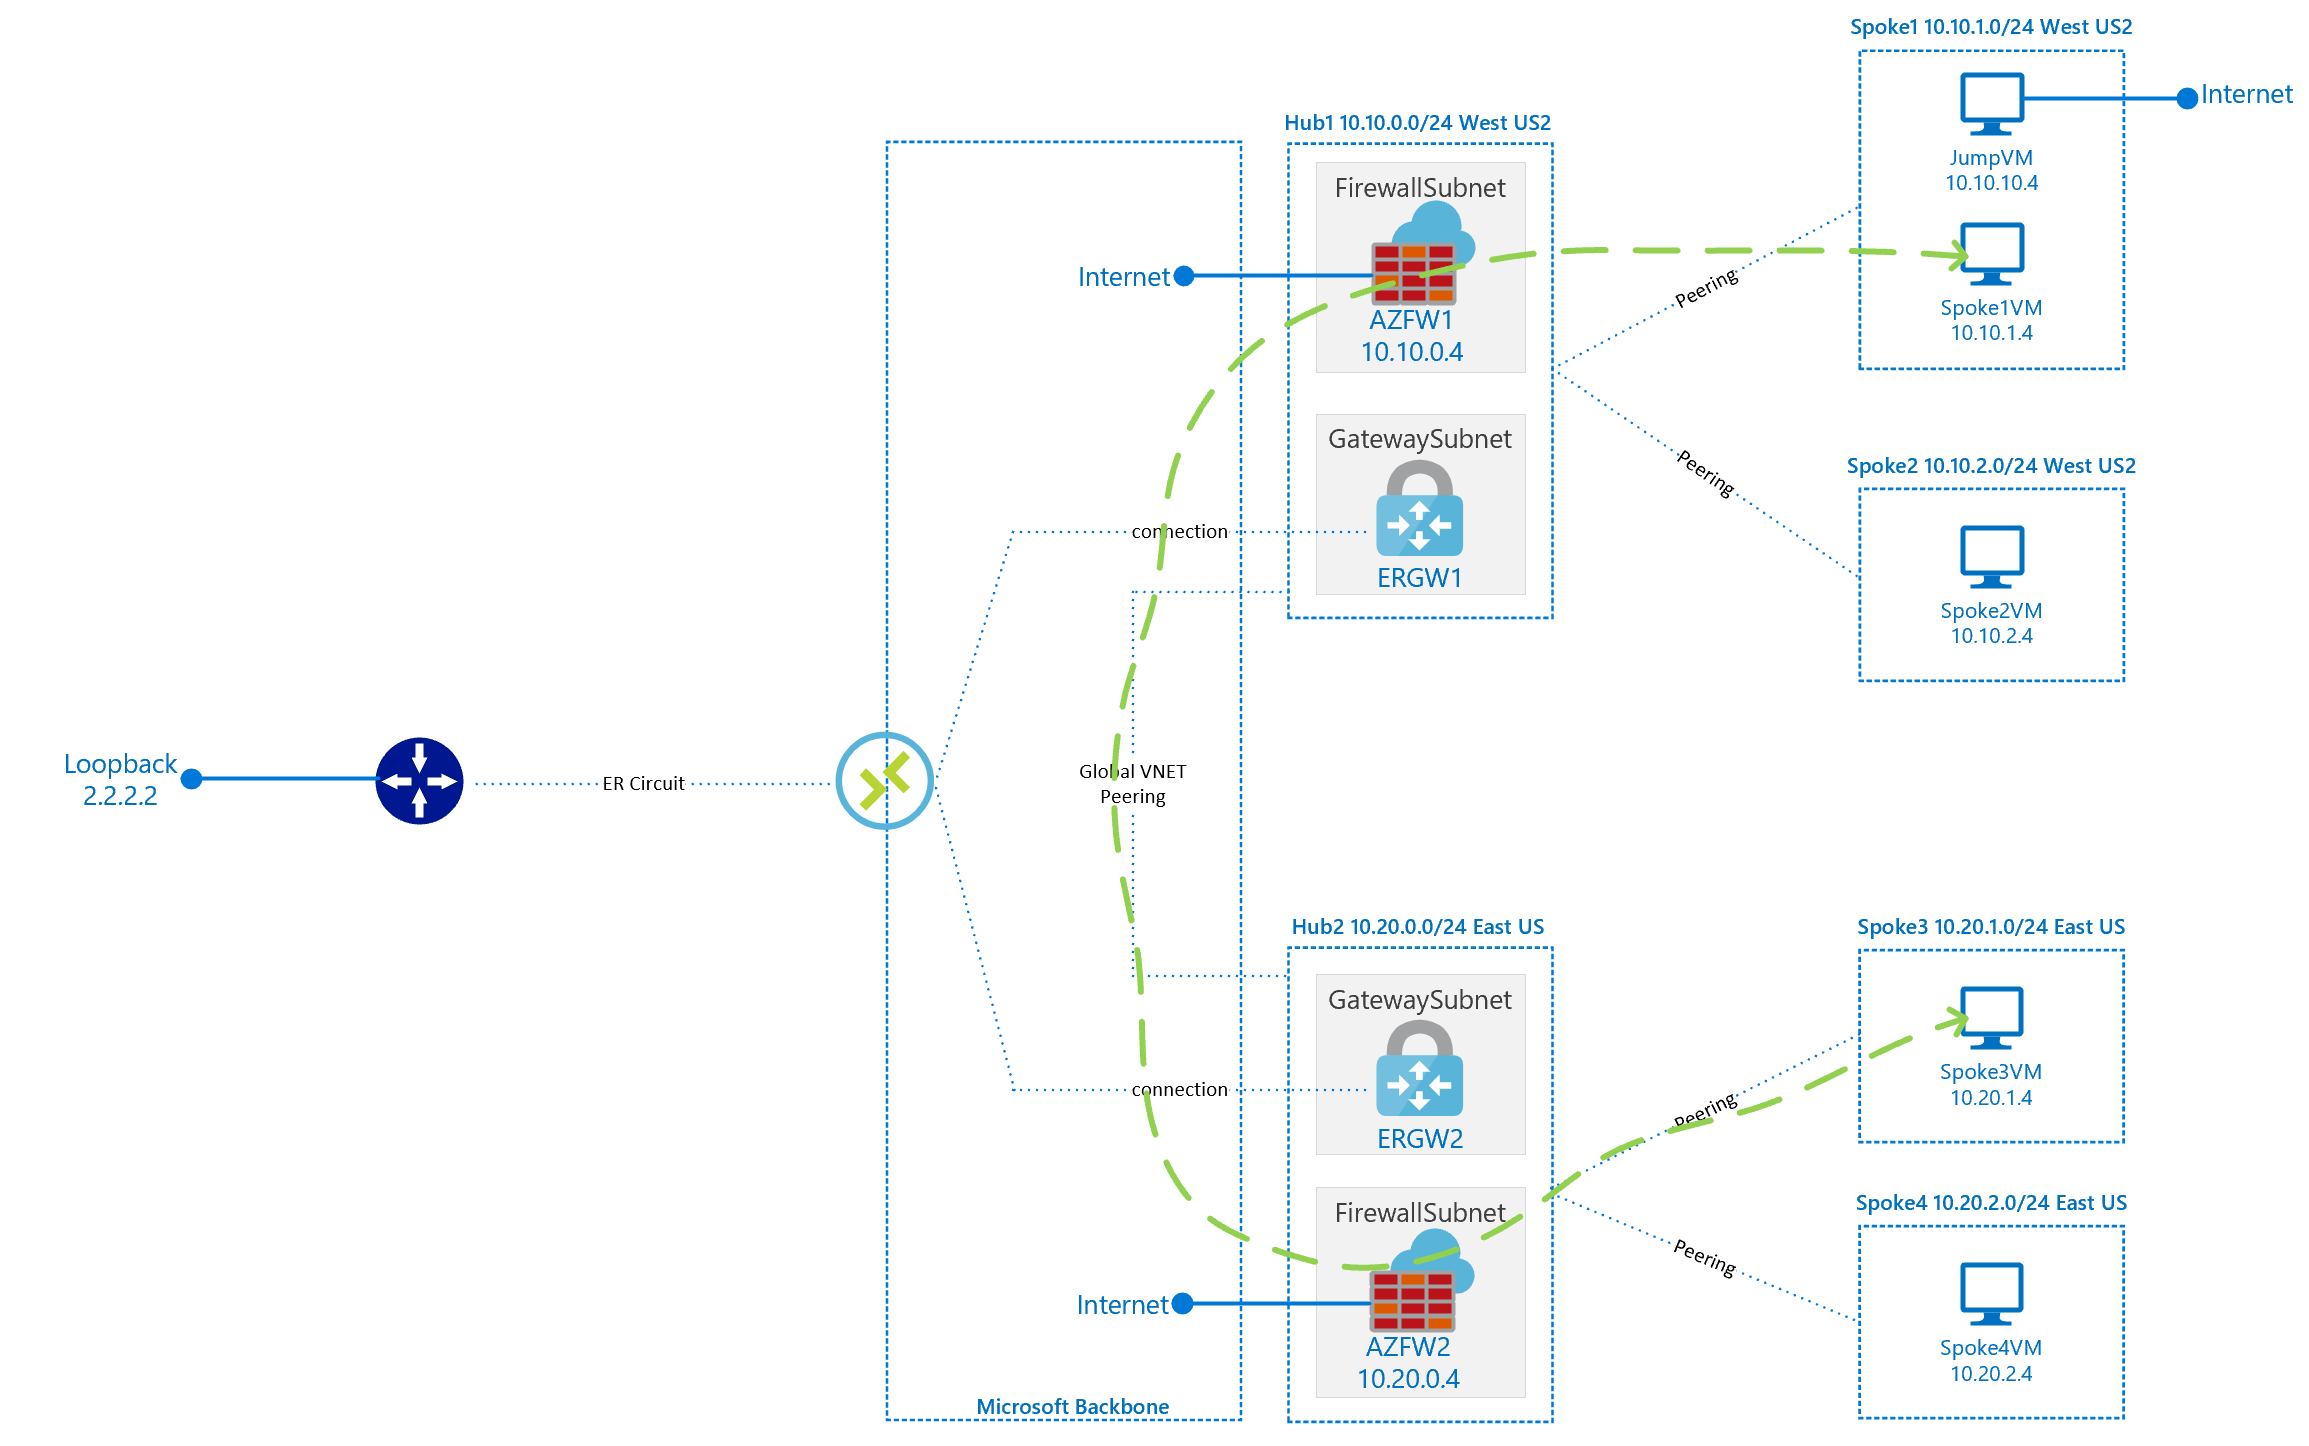 Spoke1 10.10.1.0/24 West US2
Internet
JumpVM
10.10.10.4
Spoke1VM
10.10.1.4
Hub1 10.10.0.0/24 West US2
FirewallSubnet
Internet
AZFW1
10.10.0.4
Peering
GatewaySubnet
connection
ERGW1
Peering
Spoke2 10.10.2.0/24 West US2
Spoke2VM
10.10.2.4
Loopback
2.2.2.2
ER Circuit
Global VNET
Peering
Hub2 10.20.0.0/24 East US
GatewaySubnet
connection
ERGW2
Spoke3 10.20.1.0/24 East US
Spoke3VM
10.20.1.4
Peering
FirewallSubnet
Internet
AZFW2
10.20.0.4
Spoke4 10.20.2.0/24 East US
Peering
Spoke4VM
10.20.2.4
Microsoft Backbone